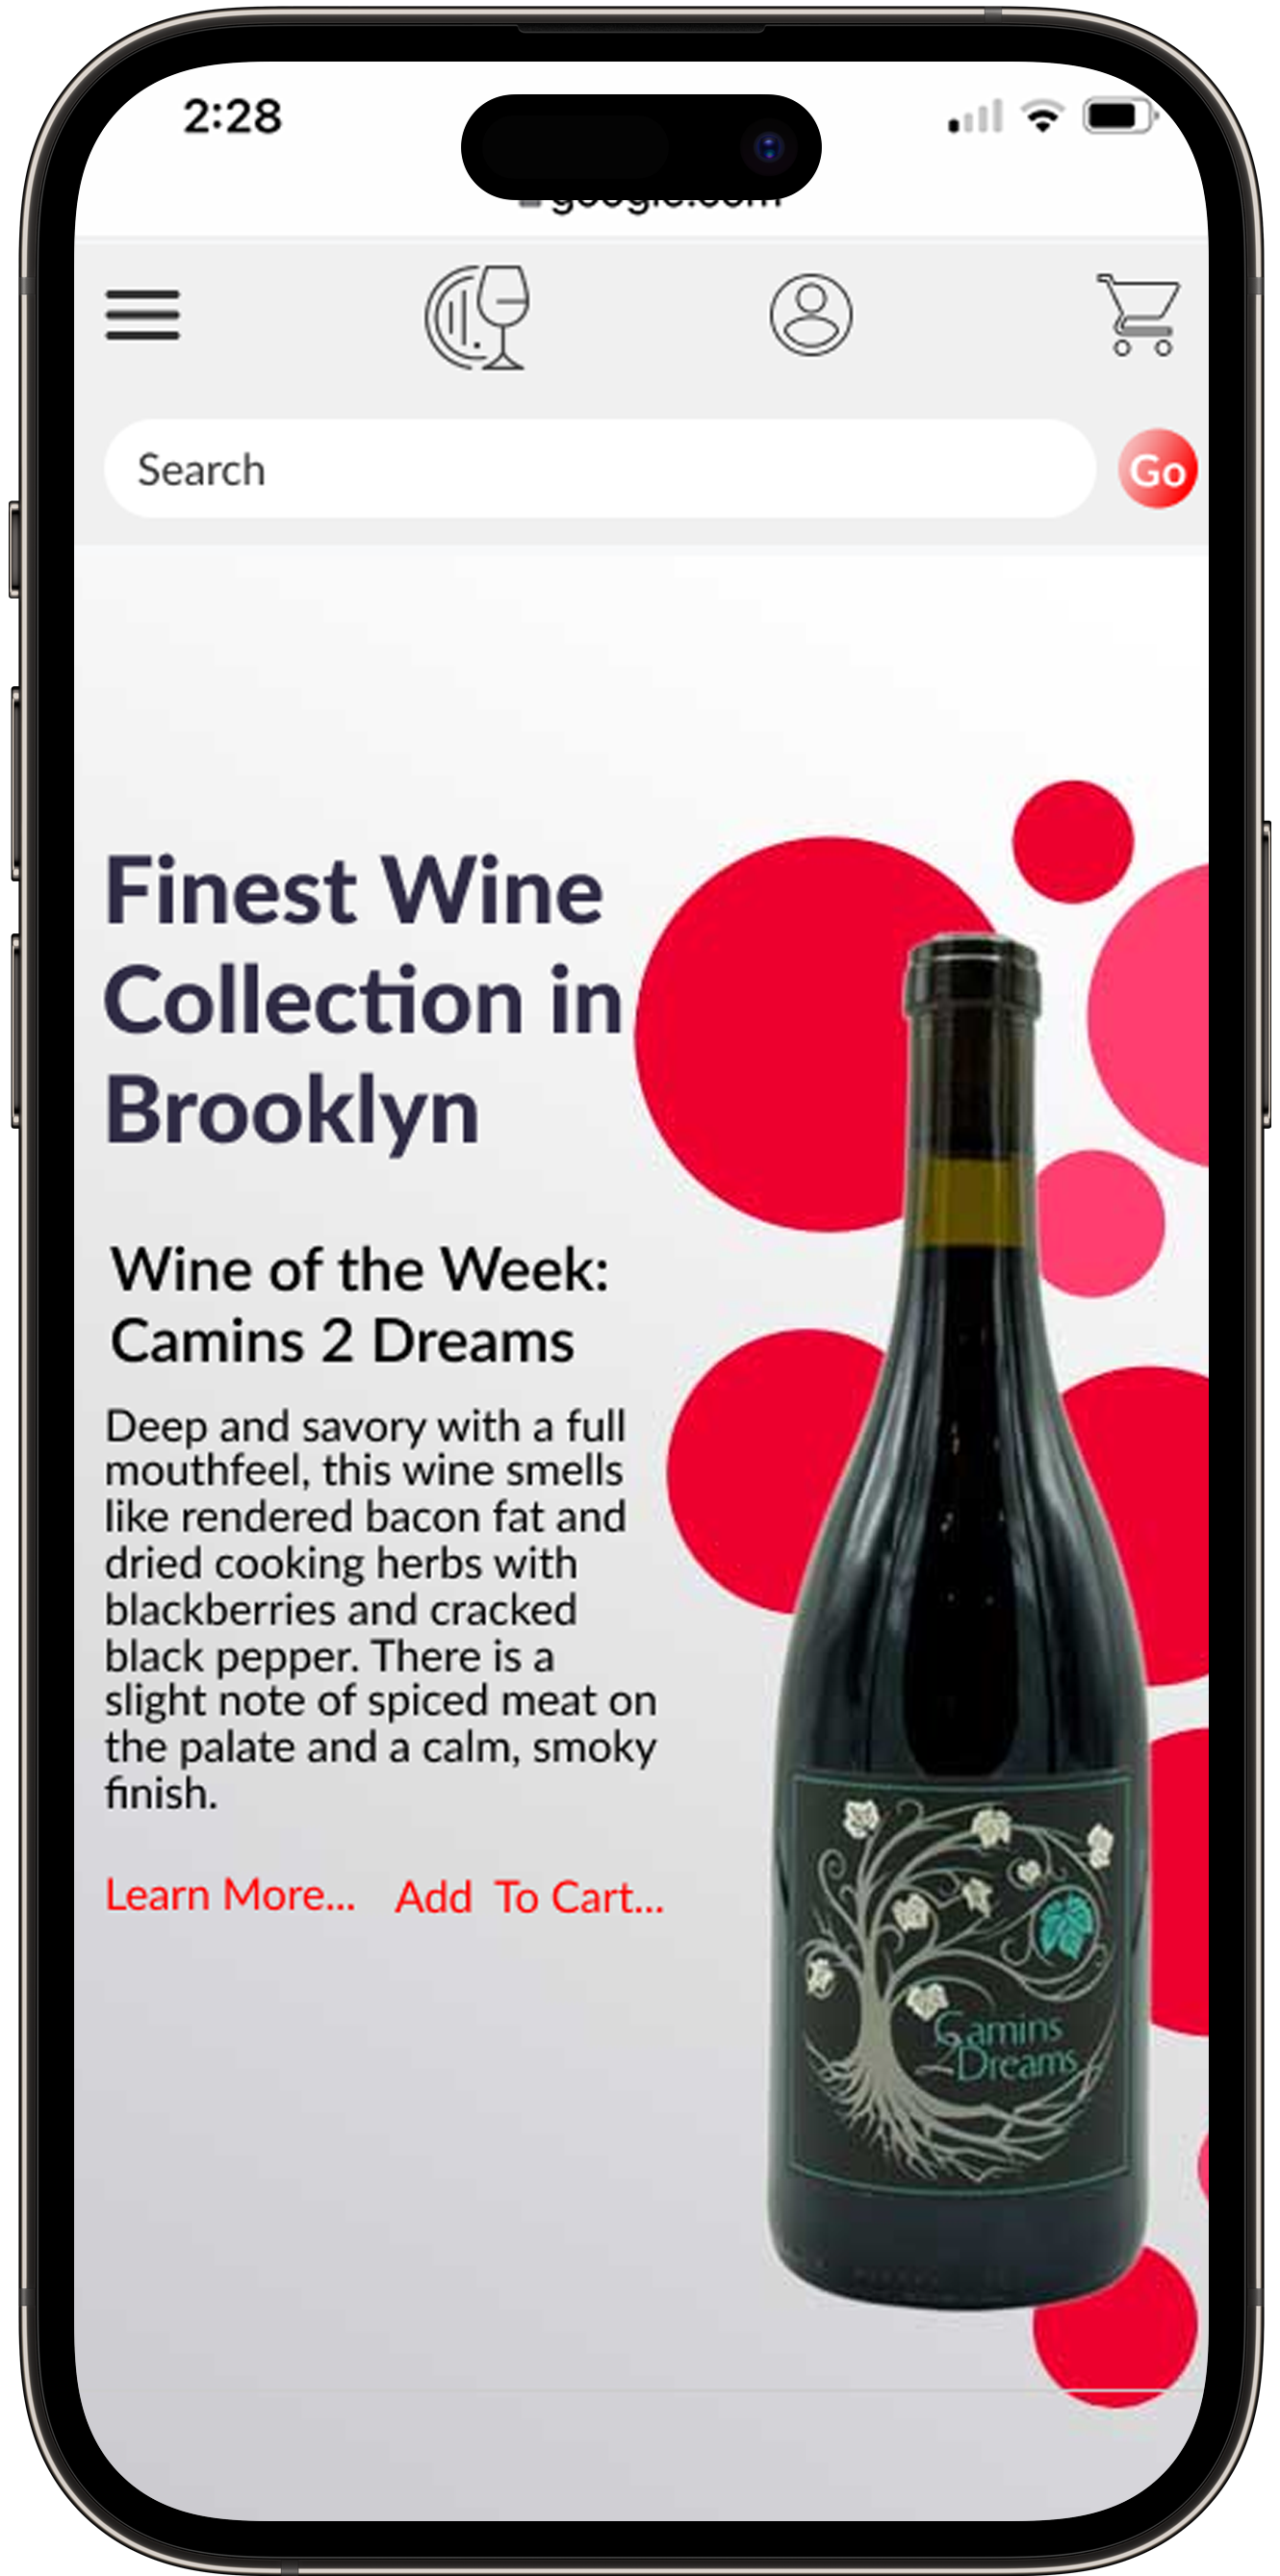 2:28
google.com
Search
Go
Finest Wine
Collection in
Brooklyn
Wine of the Week:
Camins 2 Dreams
Deep and savory with a full
mouthfeel, this wine smells
like rendered bacon fat and
dried cooking herbs with
blackberries and cracked
black pepper. There is a
slight note of spiced meat on
the palate and a calm, smoky
finish.
Learn More... Add To Cart...
Camins
2Dreams